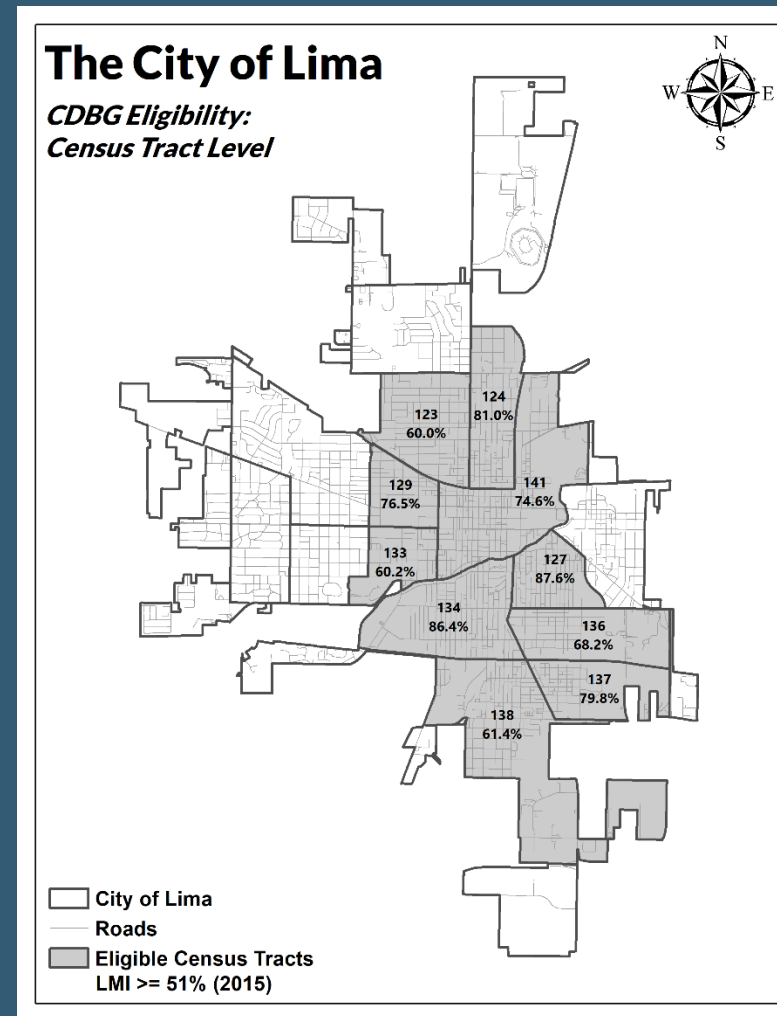 The City of Lima
CDBG Eligibility:
Census Tract Level
N
W
E
S
124
81.0%
123
60.0%
129
76.5%
141
74.6%
133
60.2%
127
87.6%
134
86.4%
136
68.2%
137
79.8%
138
61.4%
City of Lima
Roads
Eligible Census Tracts
LMI >= 51% (2015)